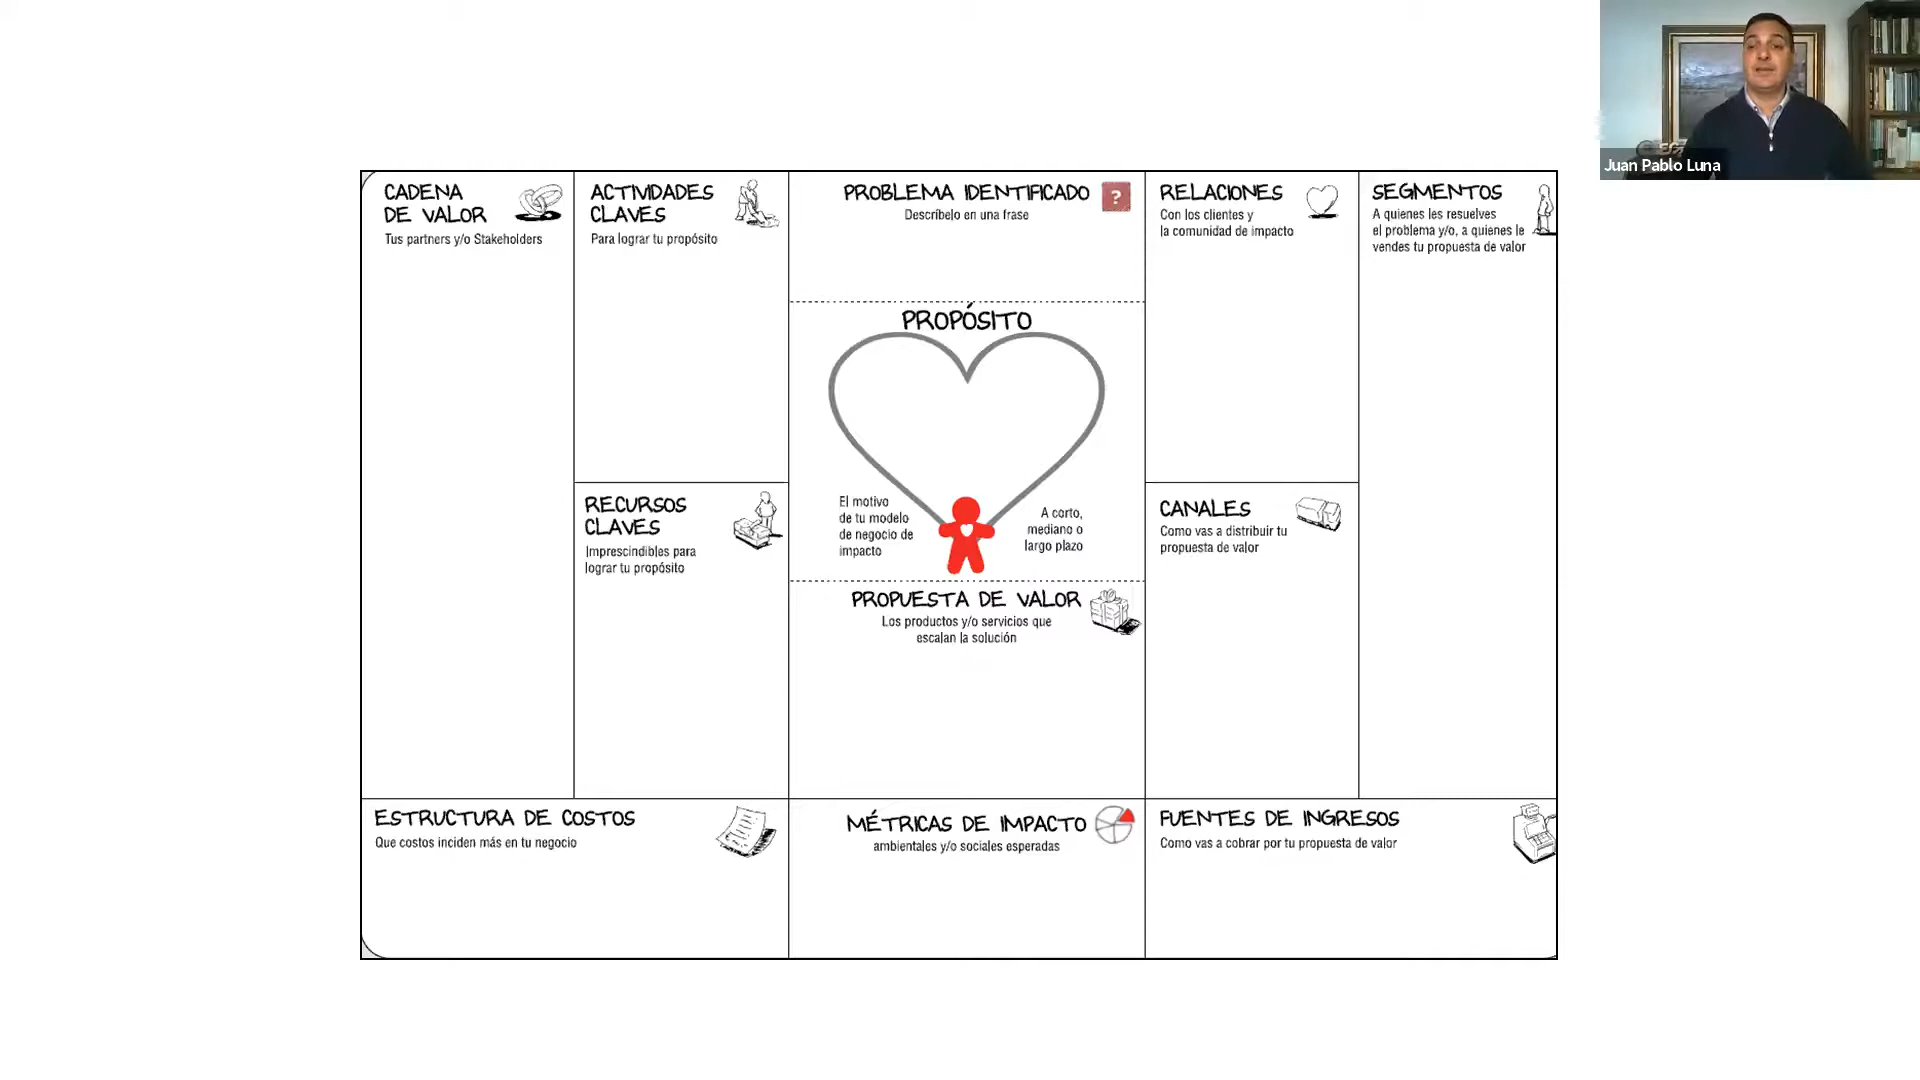 CADENA
DE VALOR
Tus partners y/o Stakeholders
ACTIVIDADES
CLAVES
Para lograr tu propósito
PROBLEMA IDENTIFICADO
?
Descríbelo en una frase
RELACIONES
Con los clientes y
la comunidad de impacto
SEGMENTOS
A quienes les resuelves
el problema y/o, a quienes le
vendes tu propuesta de valor
PROPÓSITO
El motivo
de tu modelo
de negocio de
impacto
A corto,
mediano o
largo plazo
RECURSOS
CLAVES
Imprescindibles para
lograr tu propósito
CANALES
Como vas a distribuir tu
propuesta de valor
PROPUESTA DE VALOR
Los productos y/o servicios que
escalan la solución
ESTRUCTURA DE COSTOS
Que costos inciden más en tu negocio
MÉTRICAS DE IMPACTO
ambientales y/o sociales esperadas
FUENTES DE INGRESOS
Como vas a cobrar por tu propuesta de valor
Juan Pablo Luna